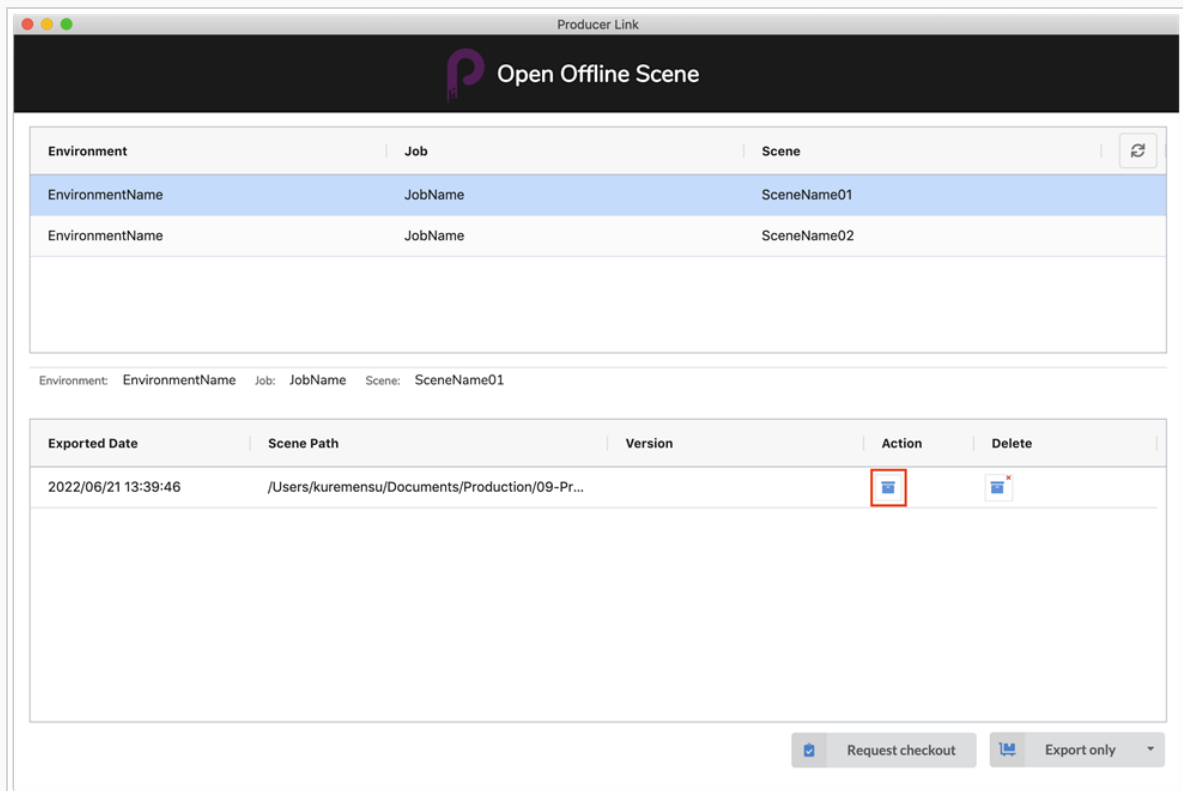 Producer Link
Open Offline Scene
Environment Job Scene
EnvironmentName JobName SceneName01
EnvironmentName JobName SceneName02
Environment: EnvironmentName Job: JobName Scene: SceneName01
Exported Date Scene Path Version Action Delete
2022/06/21 13:39:46 /Users/kuremensu/Documents/Production/09-Pr...
Request checkout Export only